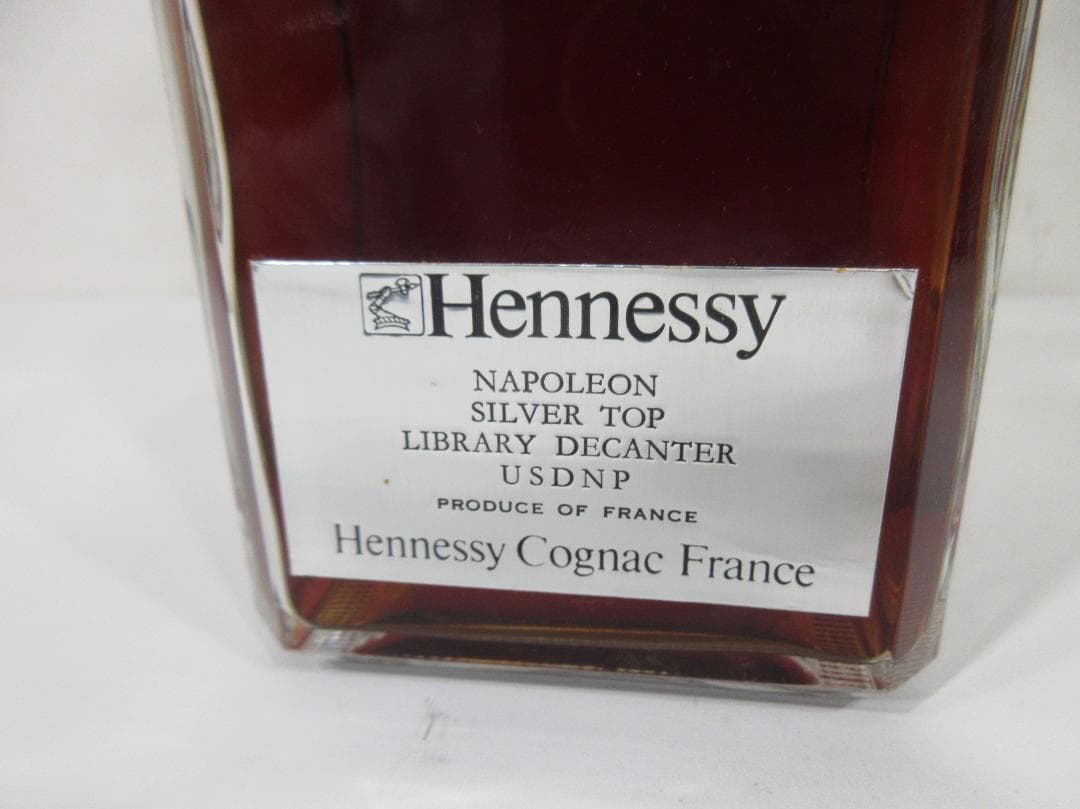 Hennessy
NAPOLEON
SILVER TOP
LIBRARY DECANTER
USDNP
PRODUCE OF FRANCE
Hennessy Cognac France